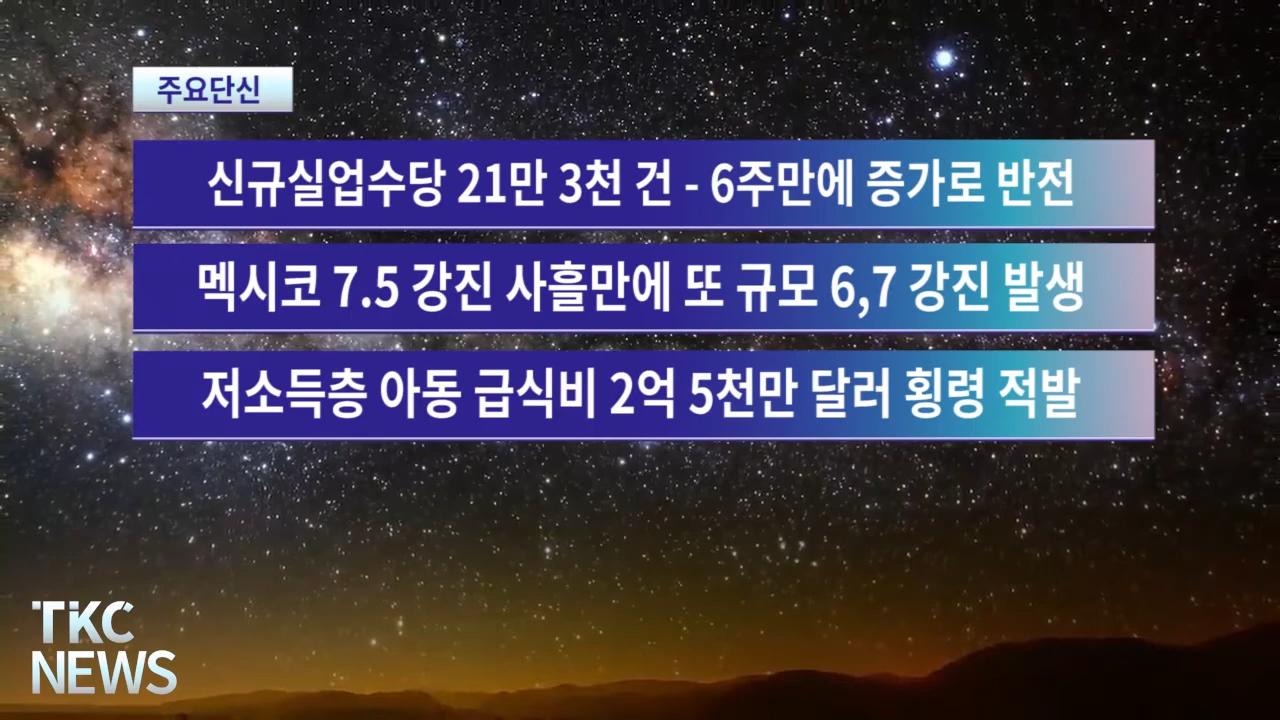 주요단신
신규실업수당 21만 3천 건 - 6주만에 증가로 반전
멕시코 7.5 강진 사흘만에 또 규모 6,7 강진 발생
저소득층 아동 급식비 2억 5천만 달러 횡령 적발
TKC
NEWS